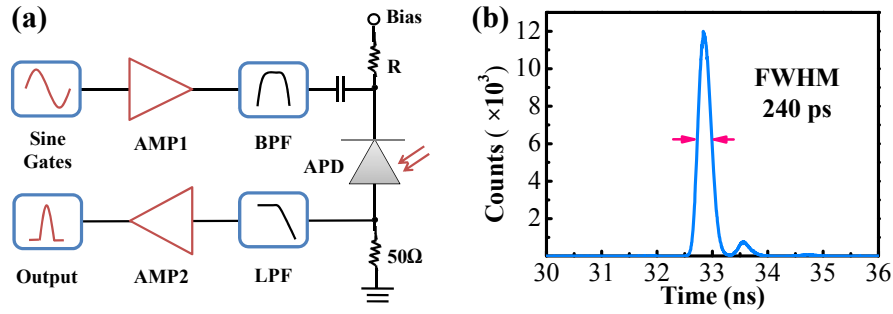 (a)
Bias
R
Sine
Gates
AMP1
BPF
APD
Output
AMP2
LPF
50Ω
(b)
Counts ( ×10³)
12
10
8
6
4
2
FWHM
240 ps
30 31 32 33 34 35 36
Time (ns)